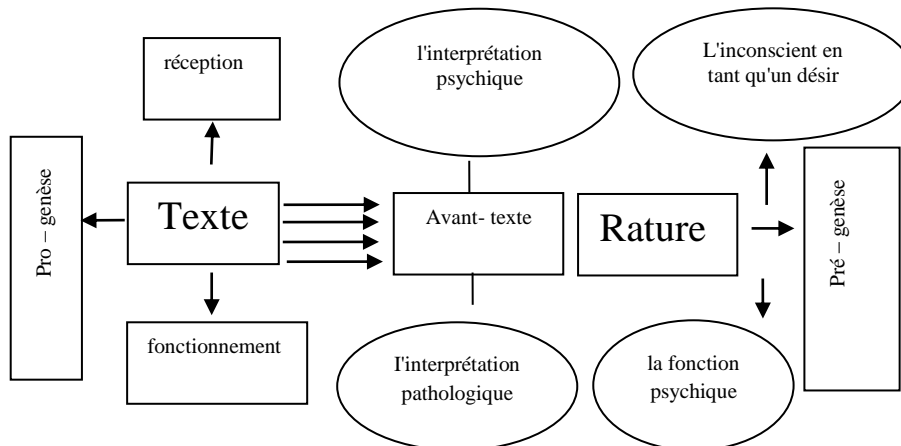 réception
l'interprétation
psychique
L'inconscient en
tant qu'un désir
Pro – genèse
Texte
Avant- texte
Rature
Pré – genèse
fonctionnement
I'interprétation
pathologique
la fonction
psychique